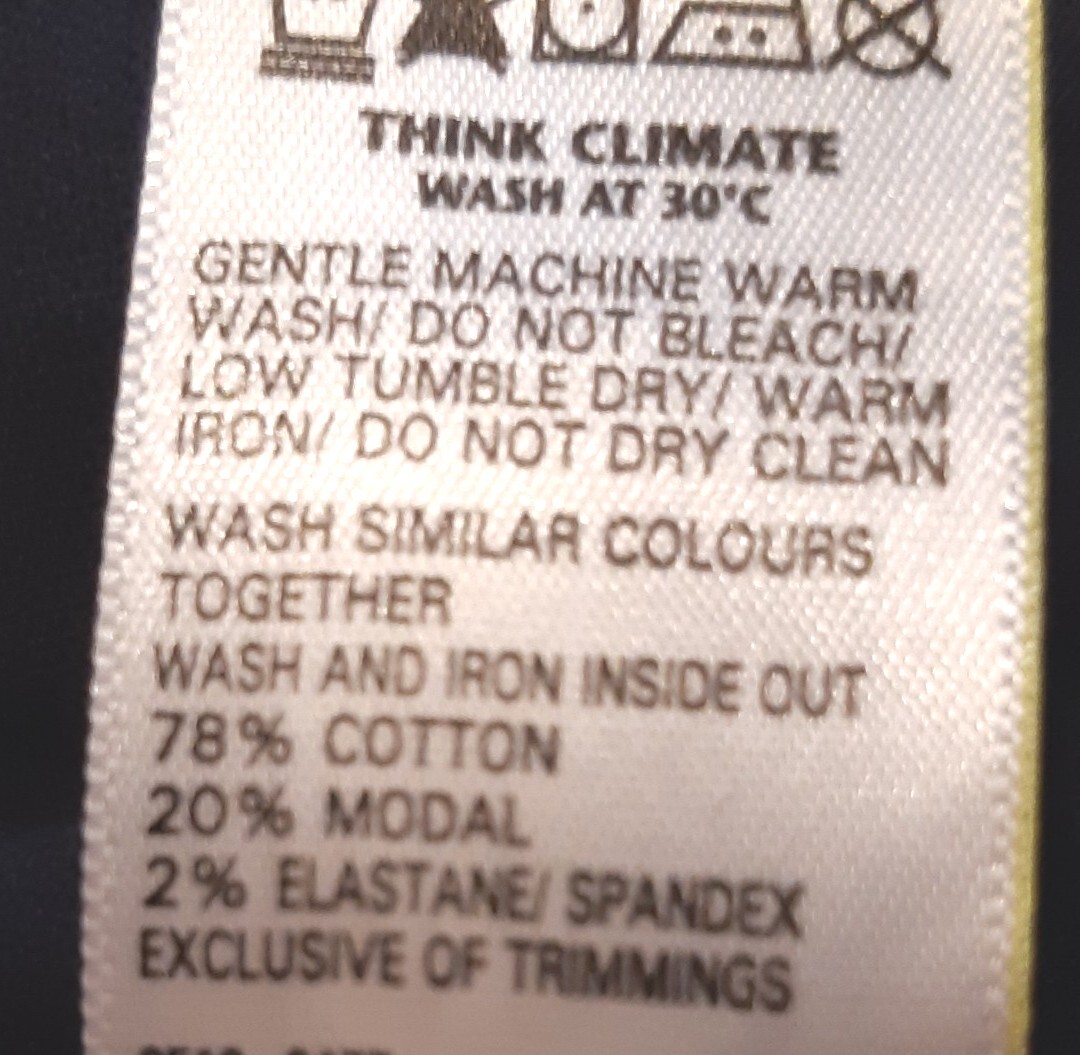 THINK CLIMATE
WASH AT 30°C
GENTLE MACHINE WARM
WASH/ DO NOT BLEACH/
LOW TUMBLE DRY/ WARM
IRON/ DO NOT DRY CLEAN
WASH SIMILAR COLOURS
TOGETHER
WASH AND IRON INSIDE OUT
78% COTTON
20% MODAL
2% ELASTANE/ SPANDEX
EXCLUSIVE OF TRIMMINGS